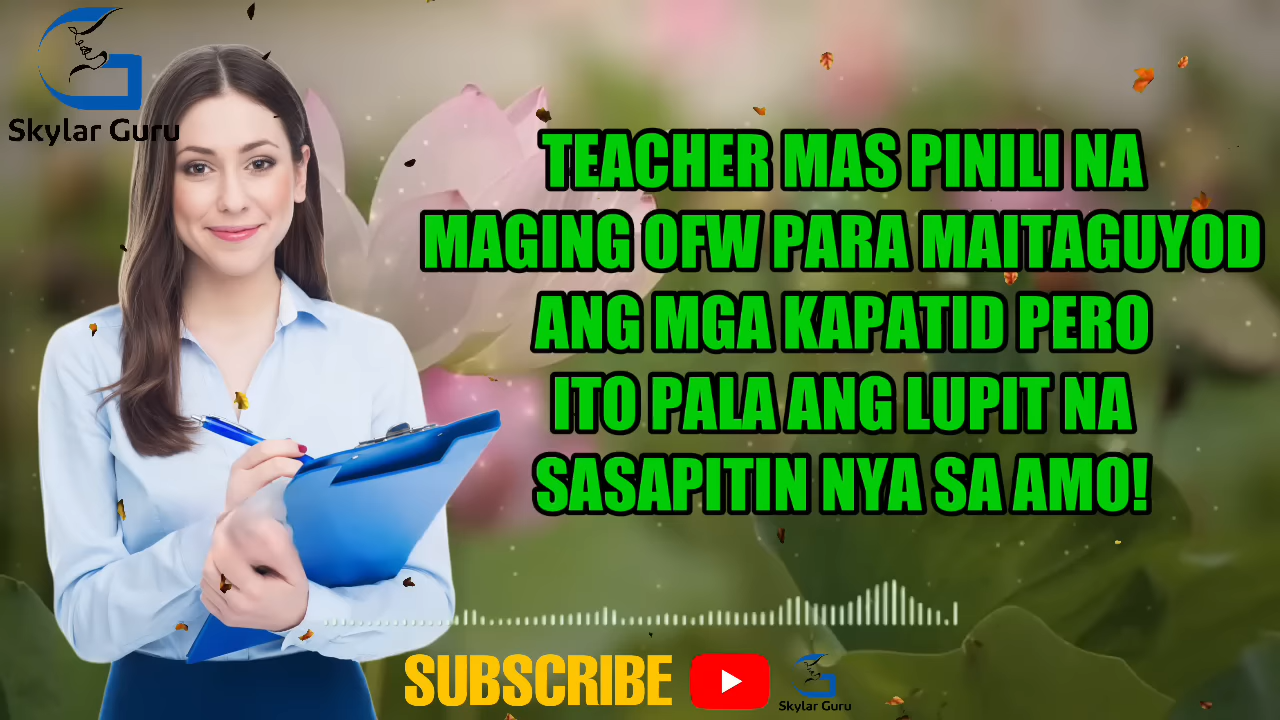 Skylar Guru
TEACHER MAS PINILI NA
MAGING OFW PARA MAITAGUYOD
ANG MGA KAPATID PERO
ITO PALA ANG LUPIT NA
SASAPITIN NYA SA AMO!
SUBSCRIBE
Skylar Guru